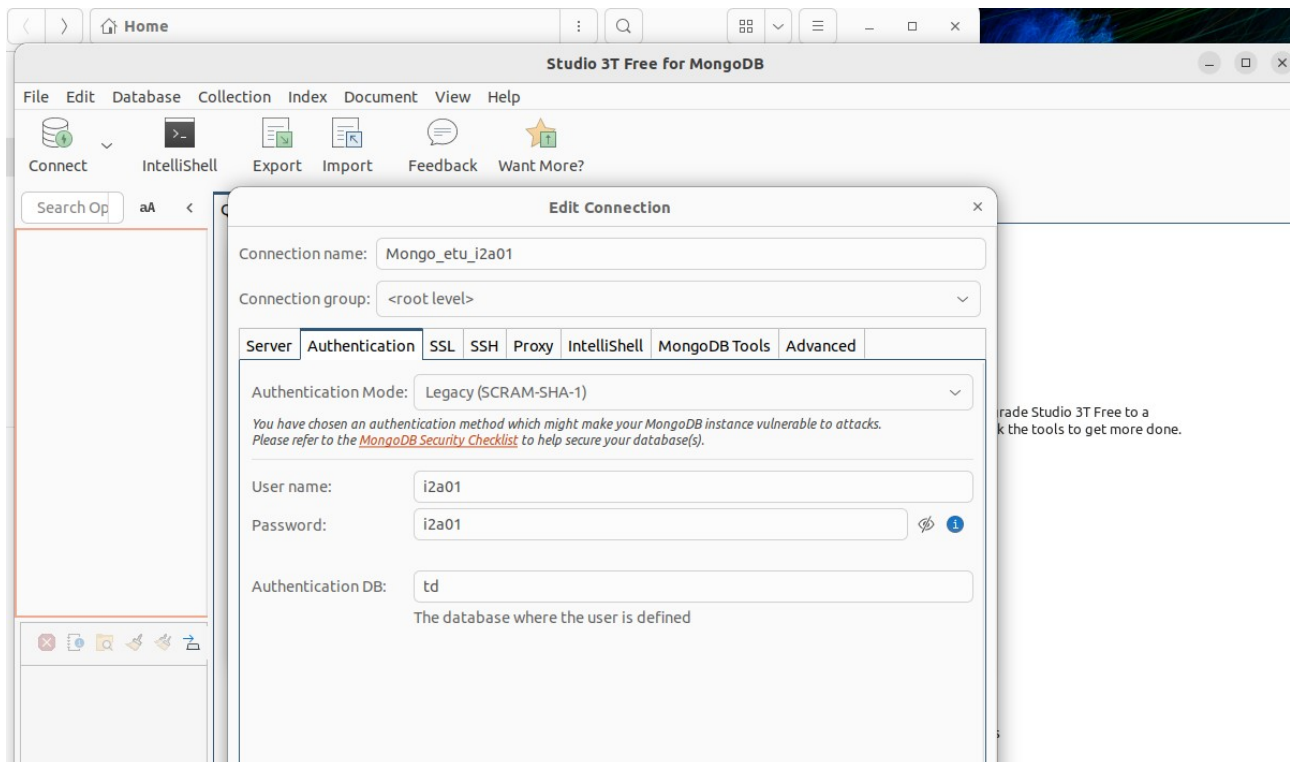 Home
Studio 3T Free for MongoDB
File Edit Database Collection Index Document View Help
Connect IntelliShell Export Import Feedback Want More?
Search Op aA
Edit Connection
Connection name: Mongo_etu_i2a01
Connection group: <root level>
Server Authentication SSL SSH Proxy IntelliShell MongoDB Tools Advanced
Authentication Mode: Legacy (SCRAM-SHA-1)
You have chosen an authentication method which might make your MongoDB instance vulnerable to attacks.
Please refer to the MongoDB Security Checklist to help secure your database(s).
rade Studio 3T Free to a
k the tools to get more done.
User name: i2a01
Password: i2a01
Authentication DB: td
The database where the user is defined